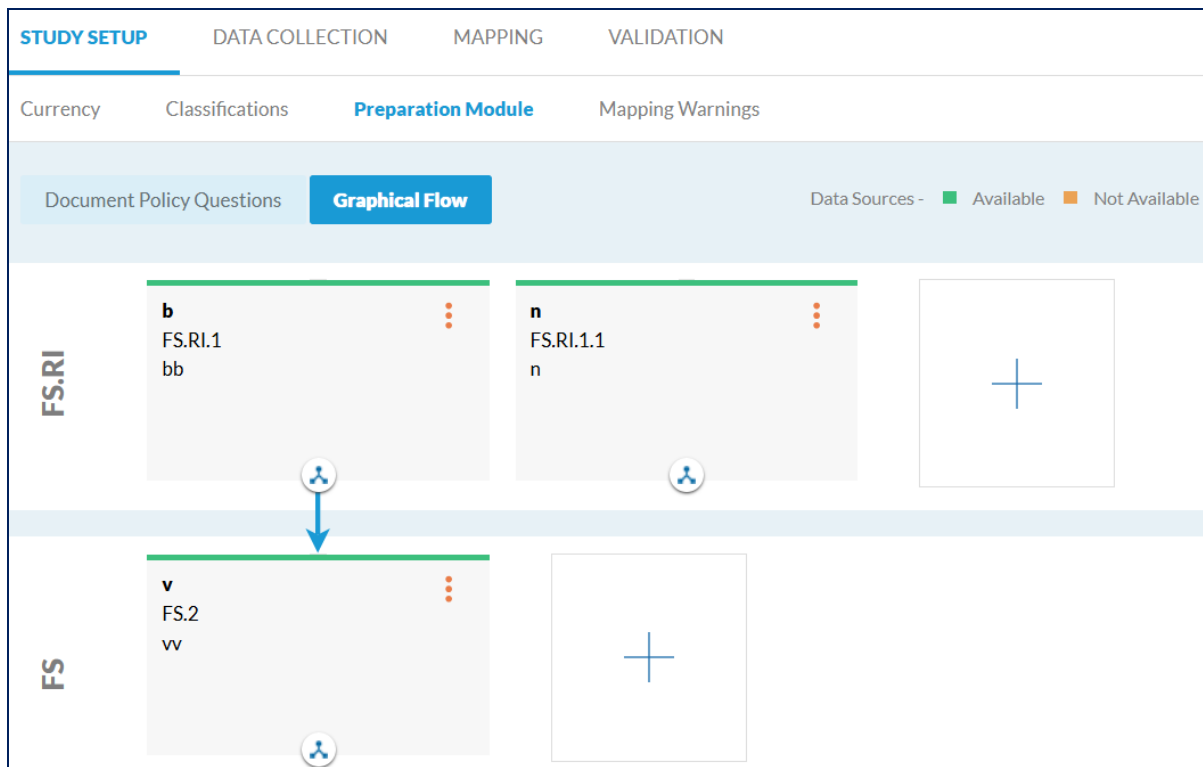 STUDY SETUP DATA COLLECTION MAPPING VALIDATION
Currency Classifications Preparation Module Mapping Warnings
Document Policy Questions Graphical Flow Data Sources - Available Not Available
FS.RI
b
FS.RI.1
bb
n
FS.RI.1.1
n
FS
v
FS.2
vv